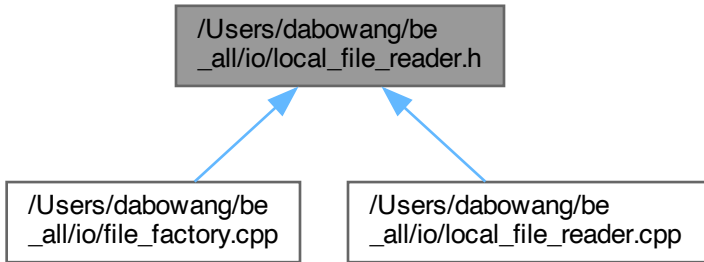 /Users/dabowang/be
_all/io/local_file_reader.h
/Users/dabowang/be
_all/io/file_factory.cpp
/Users/dabowang/be
_all/io/local_file_reader.cpp